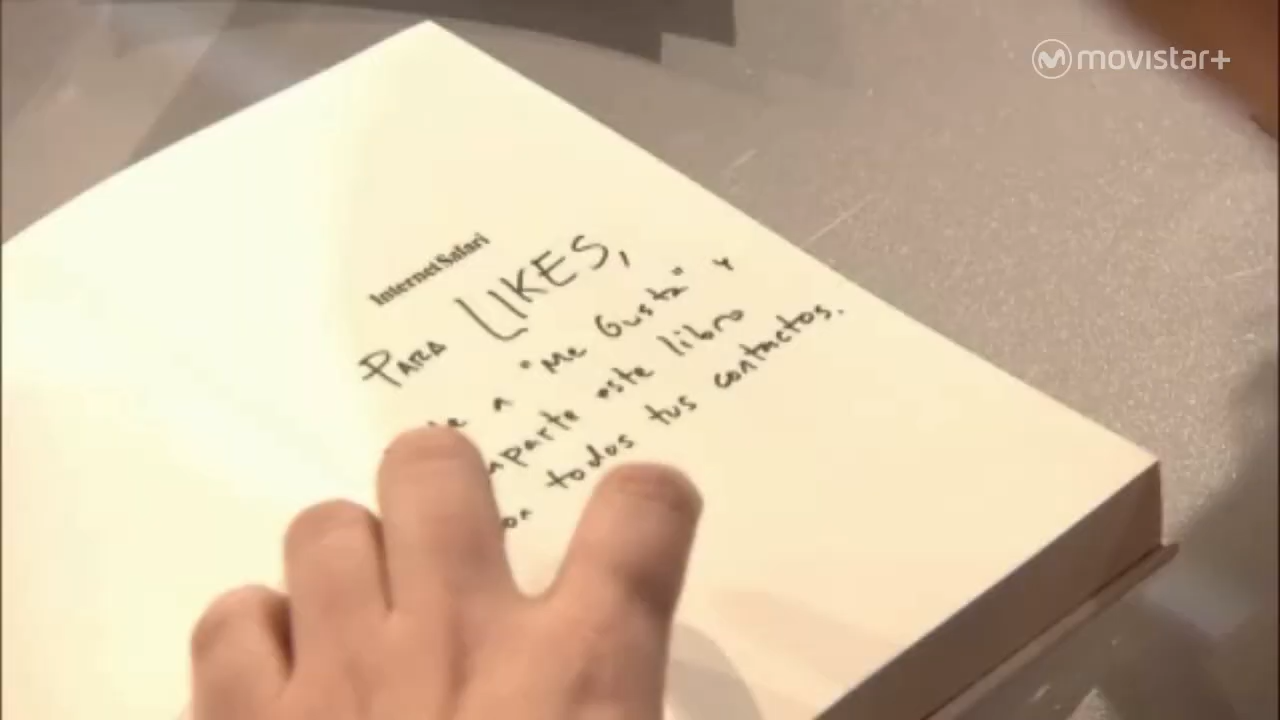 movistar+
Internet Safari
PARA LIKES,
a "Me Gusta" y
este libro
todos tus contactos.